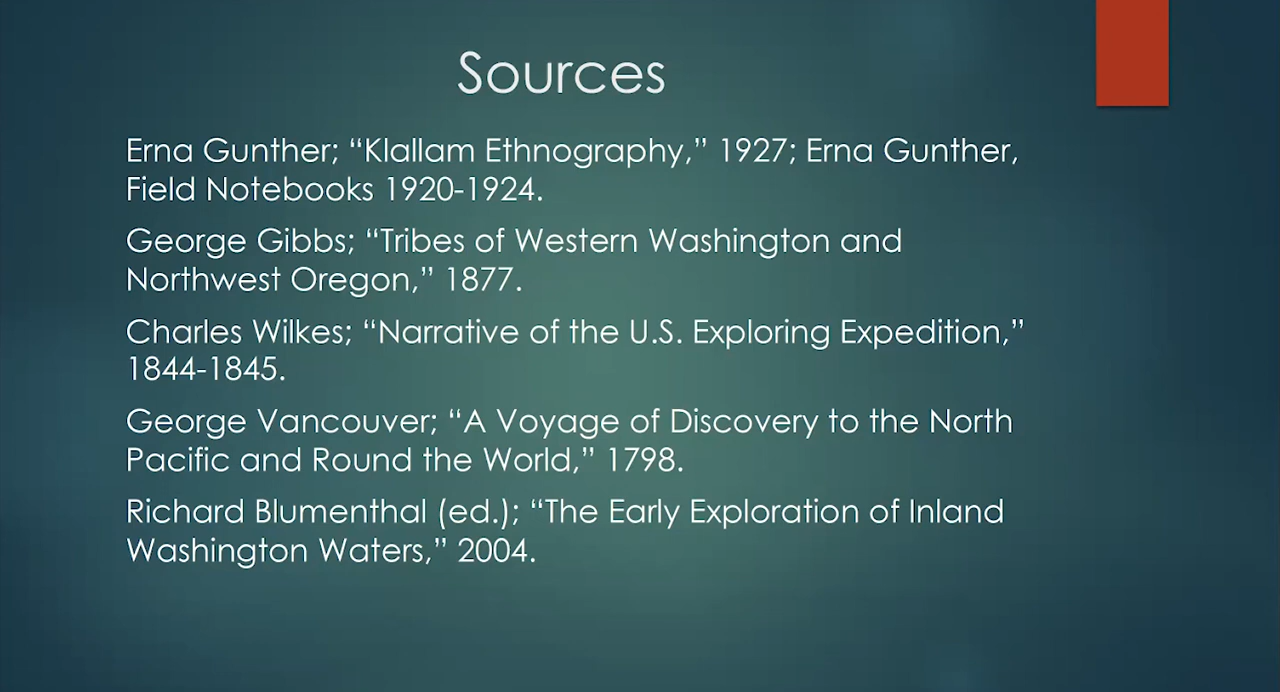 Sources
Erna Gunther; “Klallam Ethnography,” 1927; Erna Gunther,
Field Notebooks 1920-1924.
George Gibbs; “Tribes of Western Washington and
Northwest Oregon,” 1877.
Charles Wilkes; “Narrative of the U.S. Exploring Expedition,”
1844-1845.
George Vancouver; “A Voyage of Discovery to the North
Pacific and Round the World,” 1798.
Richard Blumenthal (ed.); “The Early Exploration of Inland
Washington Waters,” 2004.